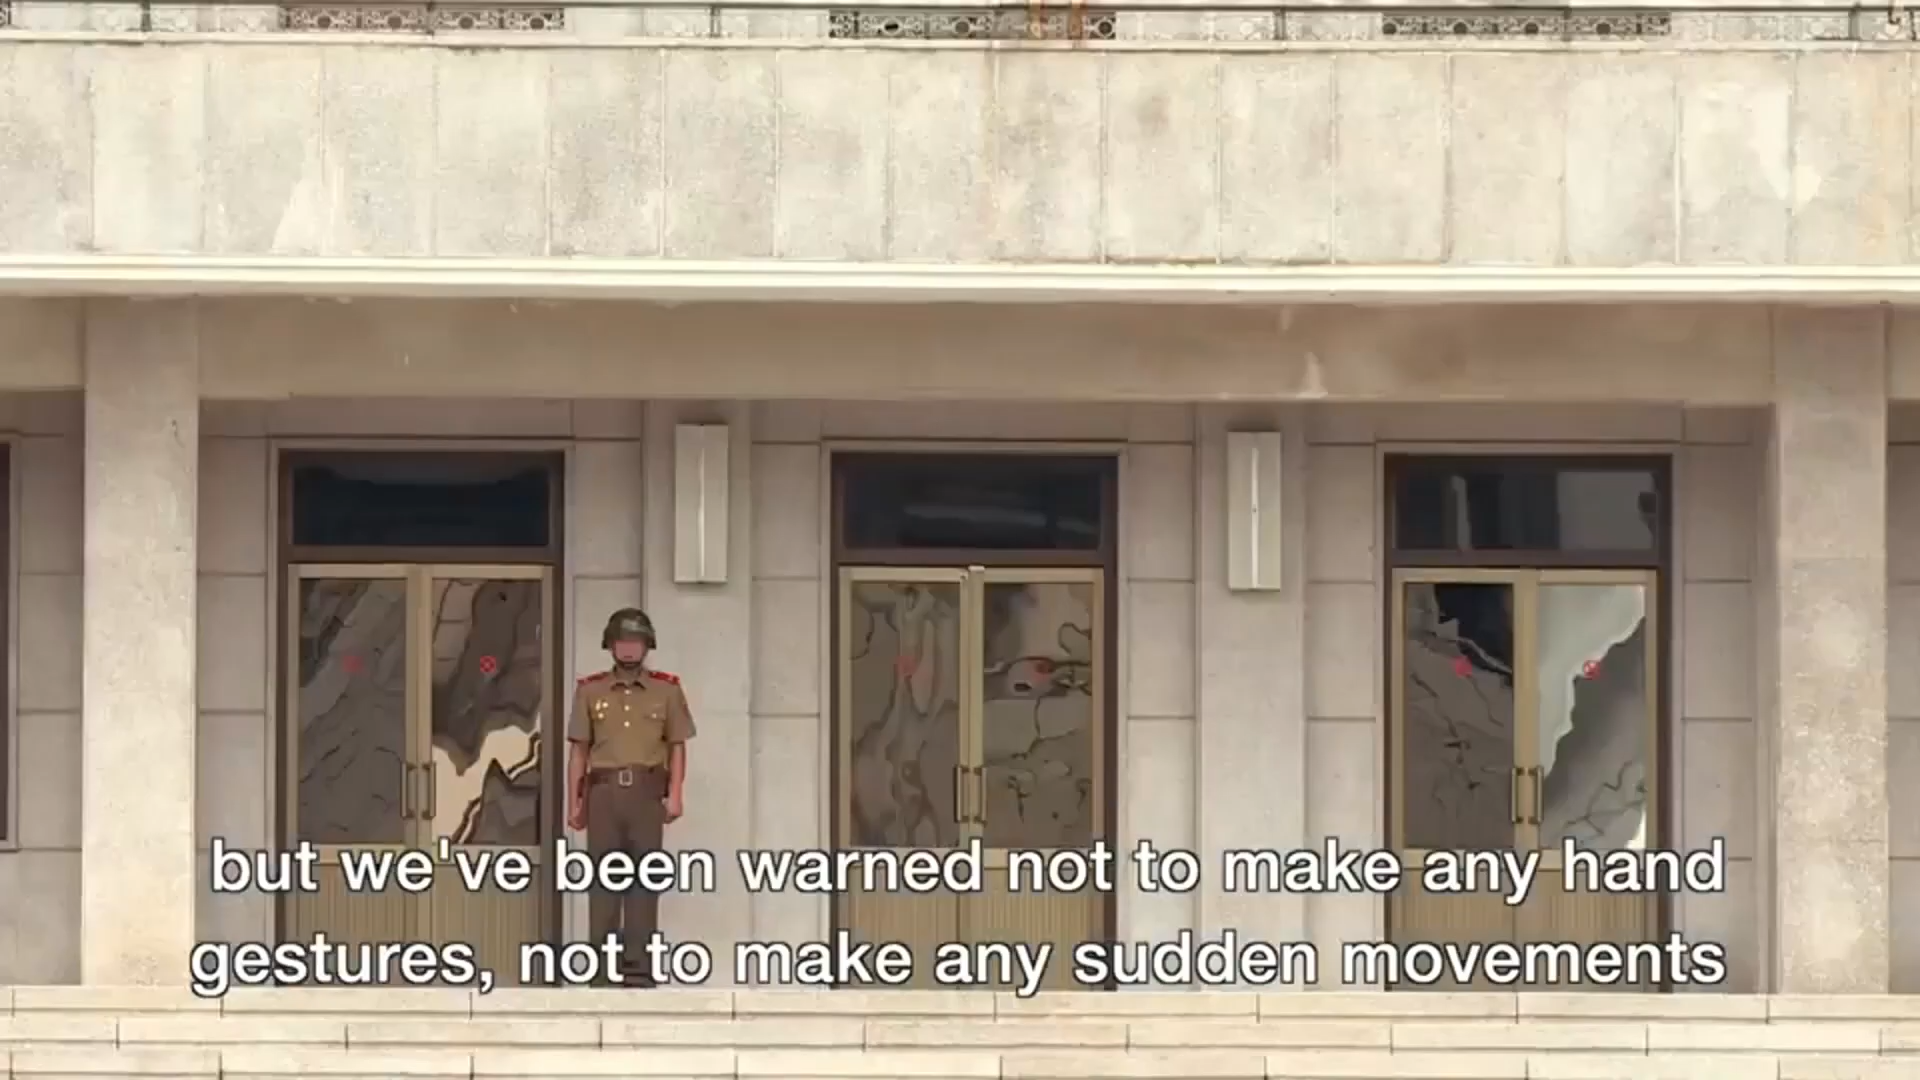 but we've been warned not to make any hand
gestures, not to make any sudden movements